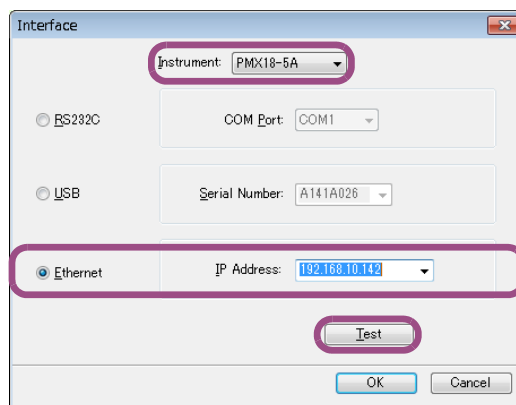 Interface
Instrument: PMX18-5A
RS232C COM Port: COM1
USB Serial Number: A141A026
Ethernet IP Address: 192.168.10.142
Test
OK Cancel